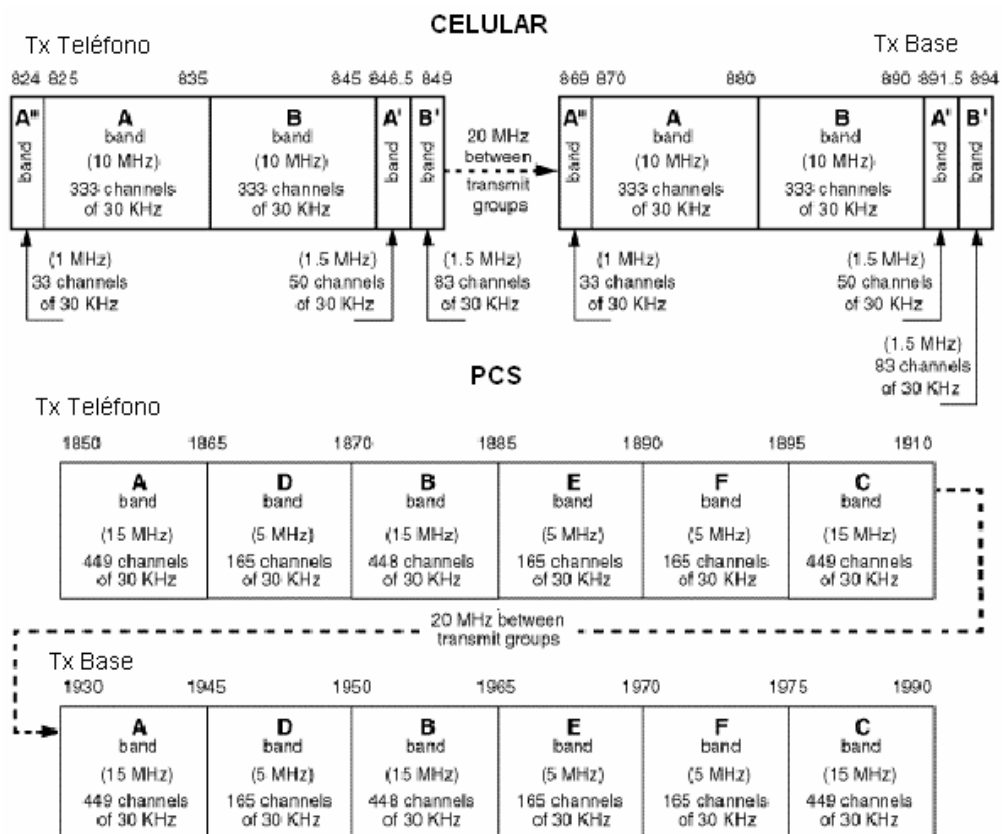 CELULAR
Tx Teléfono
Tx Base
824 825 835 845 846.5 849
869 870 880 890 891.5 894
A" band
A
band
(10 MHz)
333 channels
of 30 KHz
B
band
(10 MHz)
333 channels
of 30 KHz
A' band
B' band
20 MHz
between
transmit
groups
A" band
A
band
(10 MHz)
333 channels
of 30 KHz
B
band
(10 MHz)
333 channels
of 30 KHz
A' band
B' band
(1 MHz)
33 channels
of 30 KHz
(1.5 MHz)
50 channels
of 30 KHz
(1.5 MHz)
83 channels
of 30 KHz
(1 MHz)
33 channels
of 30 KHz
(1.5 MHz)
50 channels
of 30 KHz
(1.5 MHz)
83 channels
of 30 KHz
PCS
Tx Teléfono
1850 1865 1870 1885 1890 1895 1910
A
band
(15 MHz)
449 channels
of 30 KHz
D
band
(5 MHz)
165 channels
of 30 KHz
B
band
(15 MHz)
448 channels
of 30 KHz
E
band
(5 MHz)
165 channels
of 30 KHz
F
band
(5 MHz)
165 channels
of 30 KHz
C
band
(15 MHz)
449 channels
of 30 KHz
20 MHz between
transmit groups
Tx Base
1930 1945 1950 1965 1970 1975 1990
A
band
(15 MHz)
449 channels
of 30 KHz
D
band
(5 MHz)
165 channels
of 30 KHz
B
band
(15 MHz)
448 channels
of 30 KHz
E
band
(5 MHz)
165 channels
of 30 KHz
F
band
(5 MHz)
165 channels
of 30 KHz
C
band
(15 MHz)
449 channels
of 30 KHz